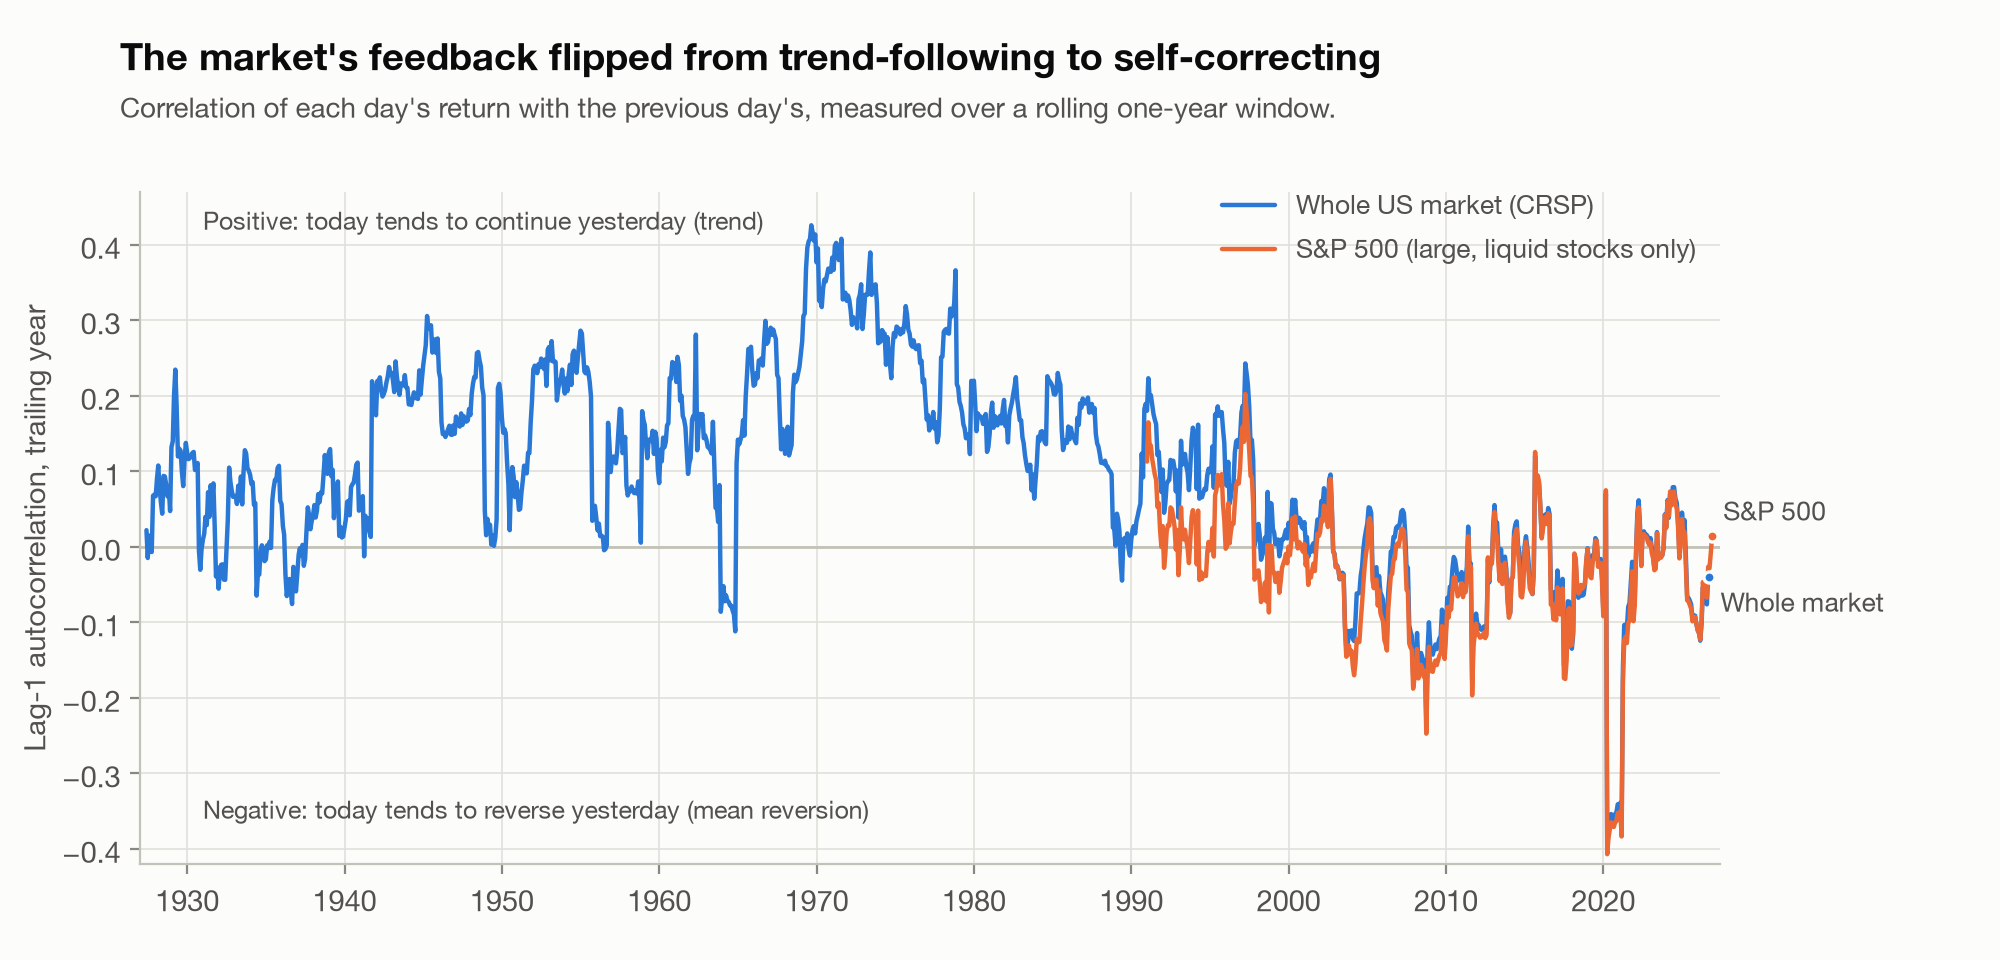 The market's feedback flipped from trend-following to self-correcting
Correlation of each day's return with the previous day's, measured over a rolling one-year window.
Whole US market (CRSP)
S&P 500 (large, liquid stocks only)
Positive: today tends to continue yesterday (trend)
Negative: today tends to reverse yesterday (mean reversion)
Lag-1 autocorrelation, trailing year
0.4
0.3
0.2
0.1
0.0
−0.1
−0.2
−0.3
−0.4
S&P 500
Whole market
1930 1940 1950 1960 1970 1980 1990 2000 2010 2020